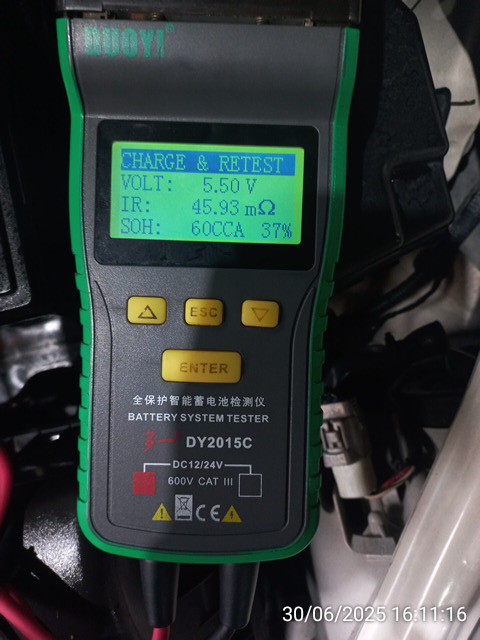 DUOYI®
CHARGE & RETEST
VOLT: 5.50 V
IR: 45.93 mΩ
SOH: 60CCA 37%
ESC
ENTER
全保护智能蓄电池检测仪
BATTERY SYSTEM TESTER
DY2015C
DC12/24V
600V CAT III
CE
30/06/2025 16:11:16